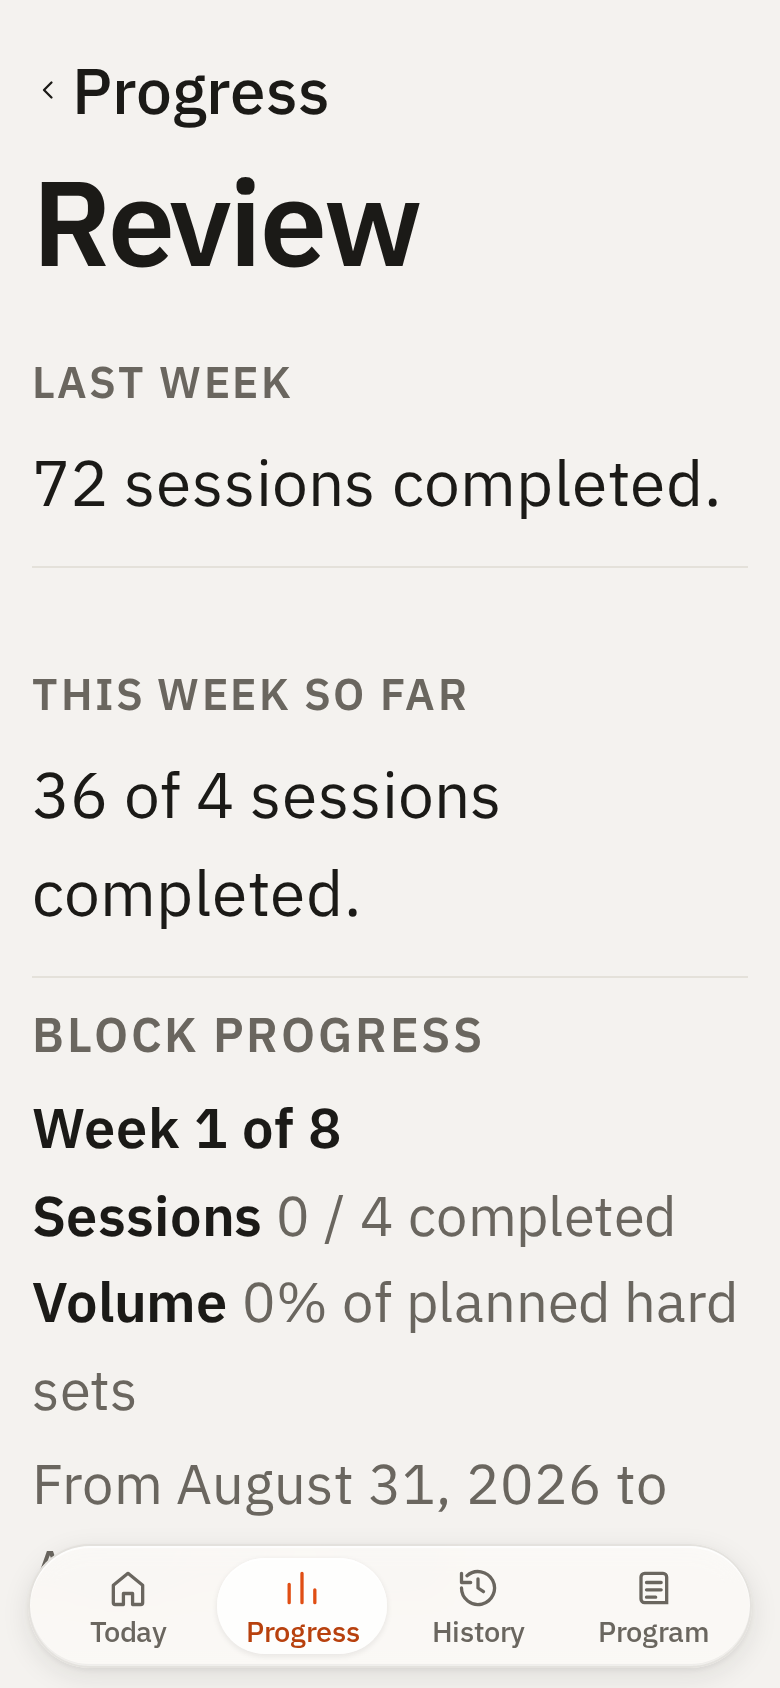 Progress
Review
LAST WEEK
72 sessions completed.
THIS WEEK SO FAR
36 of 4 sessions
completed.
BLOCK PROGRESS
Week 1 of 8
Sessions 0 / 4 completed
Volume 0% of planned hard
sets
From August 31, 2026 to
Today
Progress
History
Program